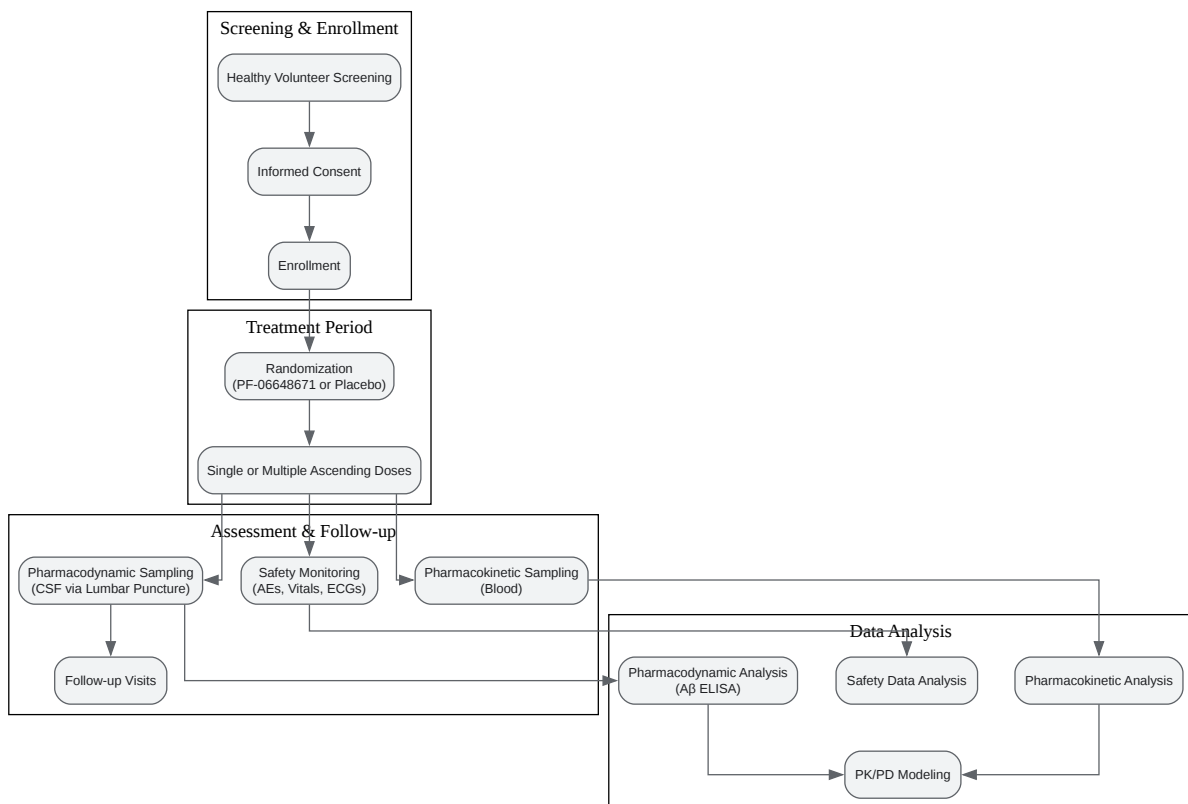 Screening & Enrollment
Healthy Volunteer Screening
Informed Consent
Enrollment
Treatment Period
Randomization
(PF-06648671 or Placebo)
Single or Multiple Ascending Doses
Assessment & Follow-up
Pharmacodynamic Sampling
(CSF via Lumbar Puncture)
Safety Monitoring
(AEs, Vitals, ECGs)
Pharmacokinetic Sampling
(Blood)
Follow-up Visits
Data Analysis
Pharmacodynamic Analysis
(Aβ ELISA)
Safety Data Analysis
Pharmacokinetic Analysis
PK/PD Modeling